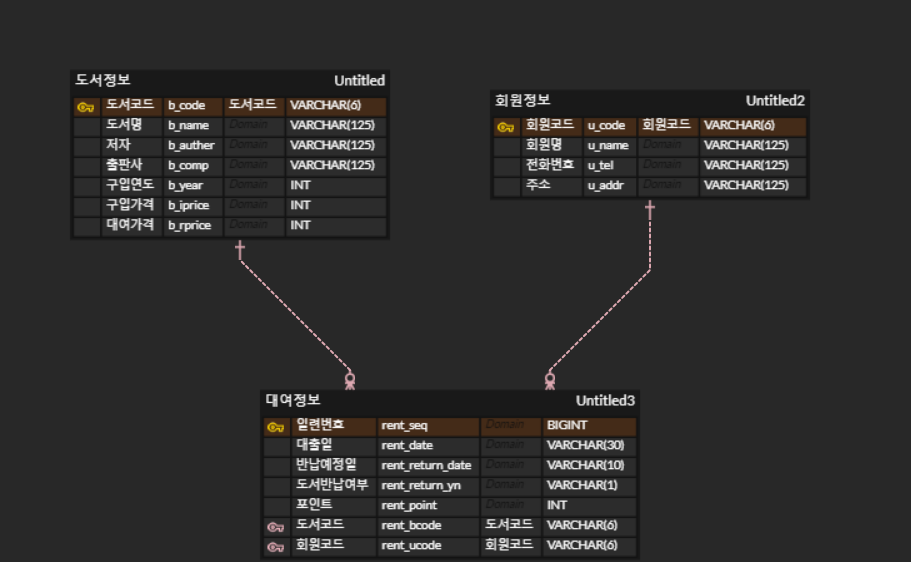 도서정보 Untitled
도서코드 b_code 도서코드 VARCHAR(6)
도서명 b_name Domain VARCHAR(125)
저자 b_auther Domain VARCHAR(125)
출판사 b_comp Domain VARCHAR(125)
구입연도 b_year Domain INT
구입가격 b_iprice Domain INT
대여가격 b_rprice Domain INT
회원정보 Untitled2
회원코드 u_code 회원코드 VARCHAR(6)
회원명 u_name Domain VARCHAR(125)
전화번호 u_tel Domain VARCHAR(125)
주소 u_addr Domain VARCHAR(125)
대여정보 Untitled3
일련번호 rent_seq Domain BIGINT
대출일 rent_date Domain VARCHAR(30)
반납예정일 rent_return_date Domain VARCHAR(10)
도서반납여부 rent_return_yn Domain VARCHAR(1)
포인트 rent_point Domain INT
도서코드 rent_bcode 도서코드 VARCHAR(6)
회원코드 rent_ucode 회원코드 VARCHAR(6)